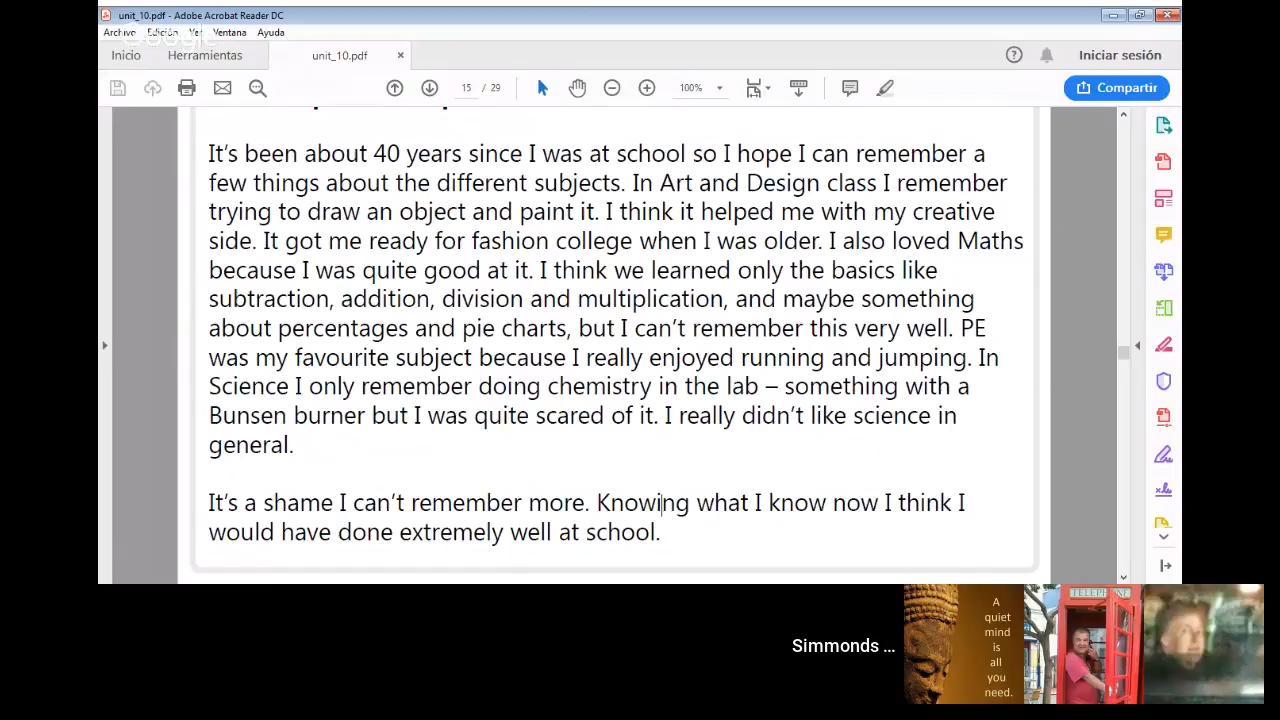 unit_10.pdf - Adobe Acrobat Reader DC
Archivo Edición Ver Ventana Ayuda
Google
Inicio Herramientas unit_10.pdf × Iniciar sesión
15 / 29 100% Compartir
It's been about 40 years since I was at school so I hope I can remember a
few things about the different subjects. In Art and Design class I remember
trying to draw an object and paint it. I think it helped me with my creative
side. It got me ready for fashion college when I was older. I also loved Maths
because I was quite good at it. I think we learned only the basics like
subtraction, addition, division and multiplication, and maybe something
about percentages and pie charts, but I can't remember this very well. PE
was my favourite subject because I really enjoyed running and jumping. In
Science I only remember doing chemistry in the lab – something with a
Bunsen burner but I was quite scared of it. I really didn't like science in
general.
It's a shame I can't remember more. Knowing what I know now I think I
would have done extremely well at school.
Simmonds ...
A
quiet
mind
is
all
you
need.
TELEPHONE